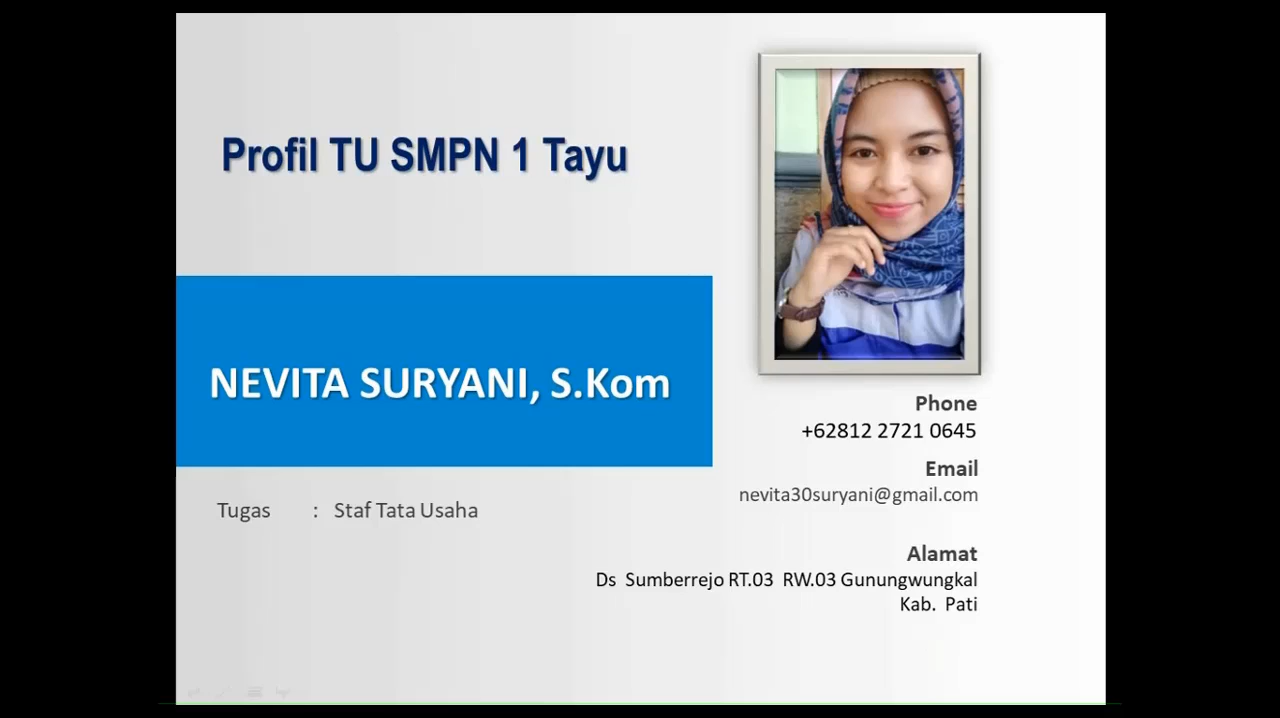 Profil TU SMPN 1 Tayu
NEVITA SURYANI, S.Kom
Tugas : Staf Tata Usaha
Phone
+62812 2721 0645
Email
nevita30suryani@gmail.com
Alamat
Ds Sumberrejo RT.03 RW.03 Gunungwungkal
Kab. Pati